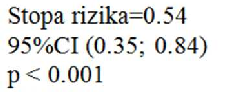 Stopa rizika=0.54
95%CI (0.35; 0.84)
p < 0.001